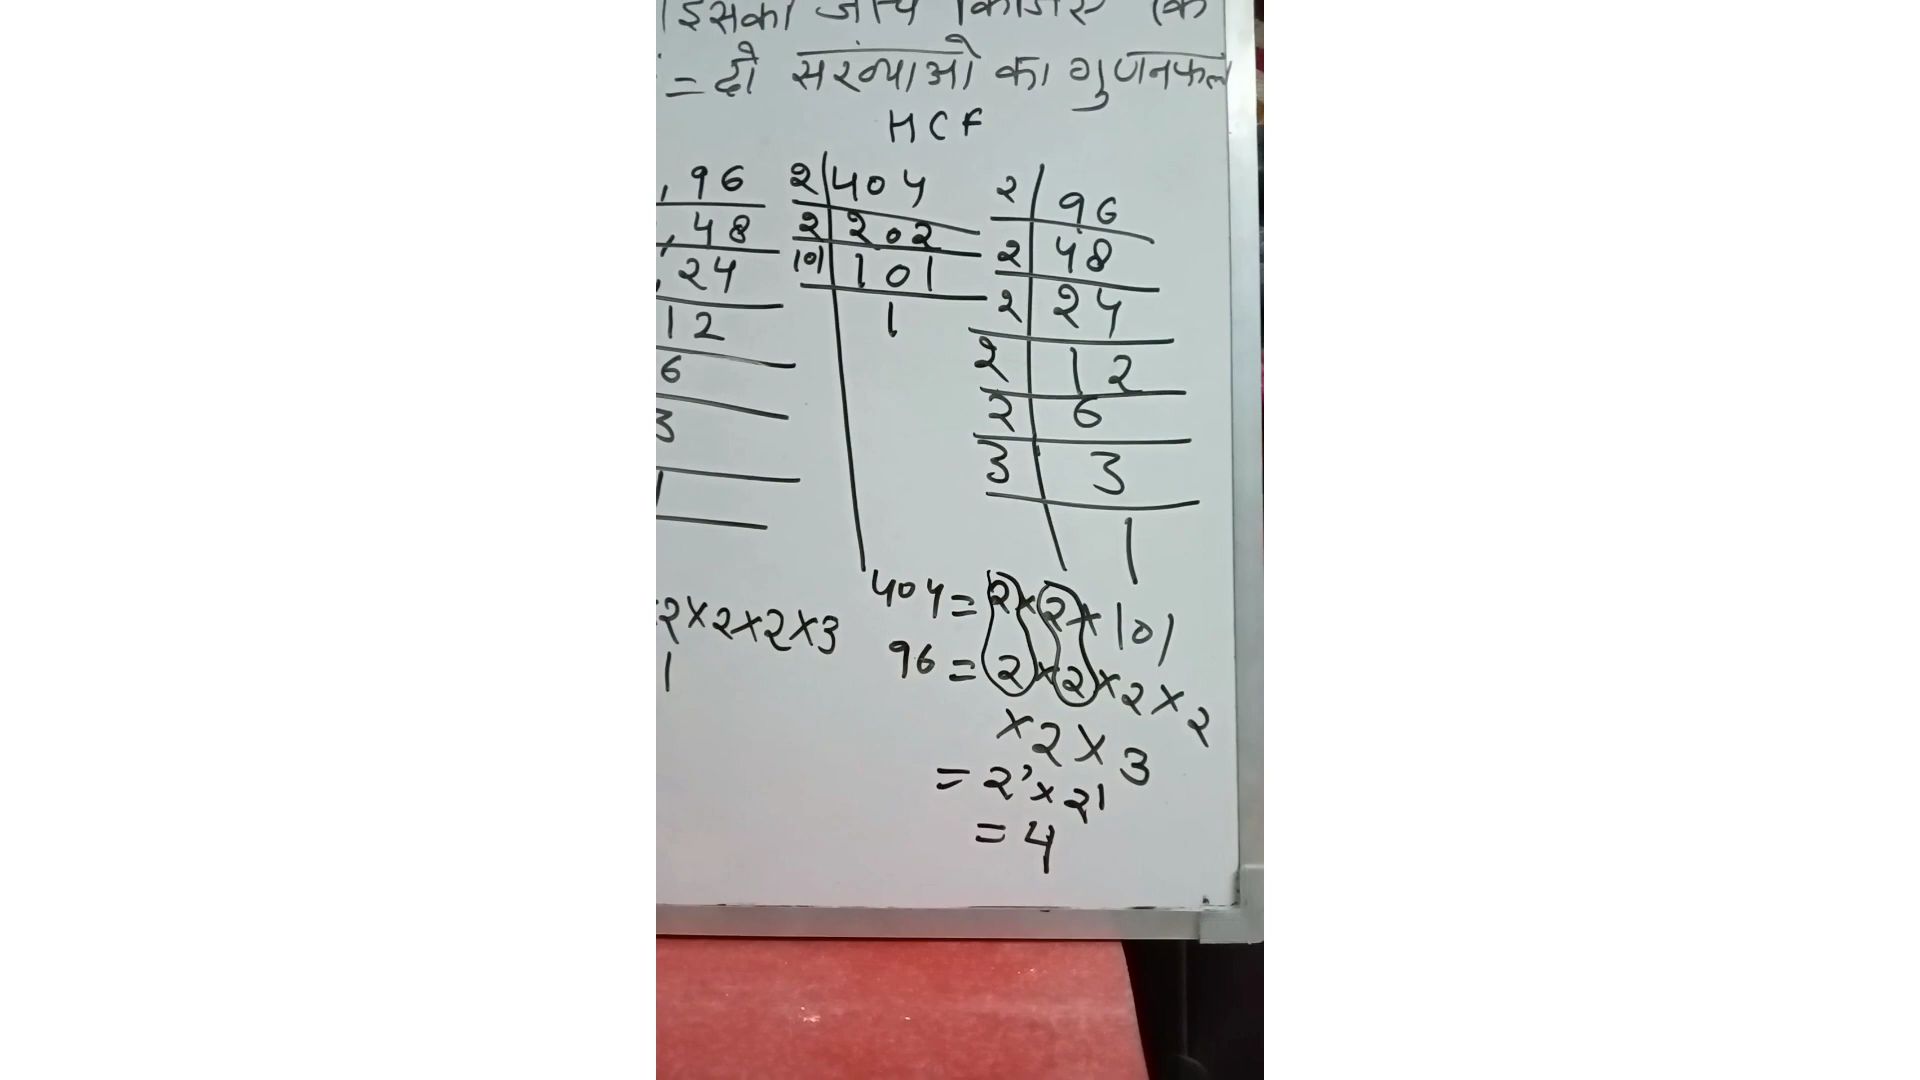 इसका जांच किजिए कि
= दो संख्याओ का गुणनफल
HCF
, 96
, 48
, 24
12
6
3
1
2 | 404
2 | 202
101 | 101
1
2 | 96
2 | 48
2 | 24
2 | 12
2 | 6
3 | 3
1
2×2×2×3
1
404 = 2×2×101
96 = 2×2×2×2
×2×3
= 2¹×2¹
= 4